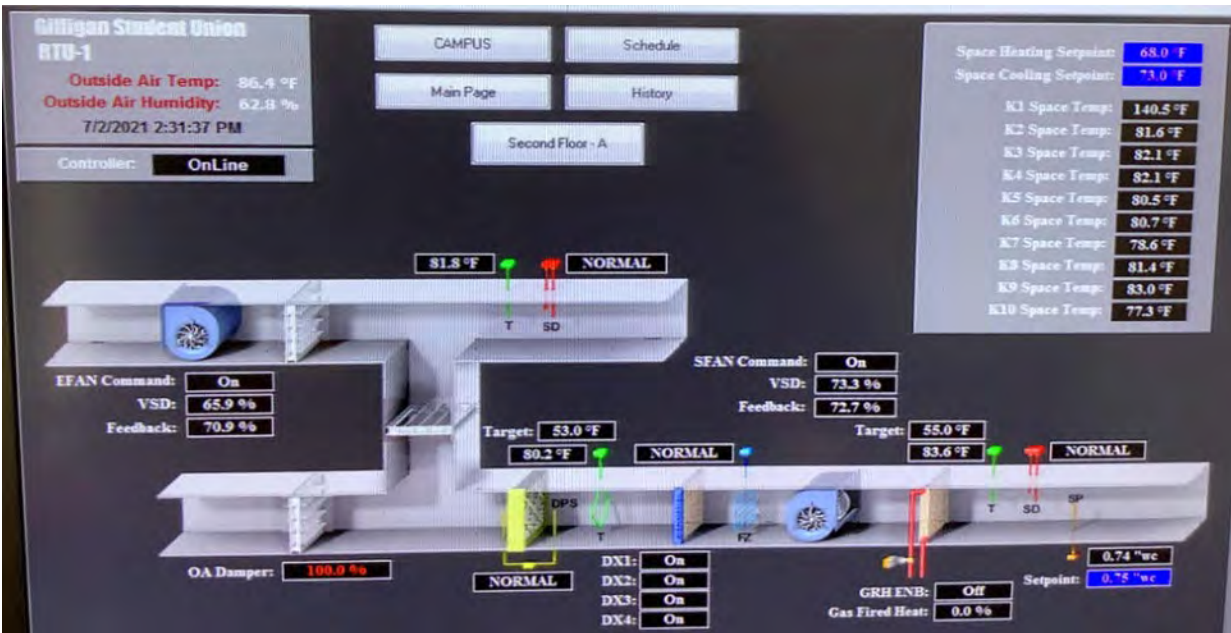 Gilligan Student Union
RTU-1
Outside Air Temp: 86.4 °F
Outside Air Humidity: 62.8 %
7/2/2021 2:31:37 PM
Controller: OnLine
CAMPUS
Schedule
Main Page
History
Second Floor - A
Space Heating Setpoint: 68.0 °F
Space Cooling Setpoint: 73.0 °F
K1 Space Temp: 140.5 °F
K2 Space Temp: 81.6 °F
K3 Space Temp: 82.1 °F
K4 Space Temp: 82.1 °F
K5 Space Temp: 80.5 °F
K6 Space Temp: 80.7 °F
K7 Space Temp: 78.6 °F
K8 Space Temp: 81.4 °F
K9 Space Temp: 83.0 °F
K10 Space Temp: 77.3 °F
81.8 °F
NORMAL
T
SD
EFAN Command: On
VSD: 65.9 %
Feedback: 70.9 %
SFAN Command: On
VSD: 73.3 %
Feedback: 72.7 %
Target: 53.0 °F
80.2 °F
NORMAL
Target: 55.0 °F
83.6 °F
NORMAL
DPS
T
FZ
T
SD
SP
OA Damper: 100.0 %
NORMAL
DX1: On
DX2: On
DX3: On
DX4: On
GRH ENB: Off
Gas Fired Heat: 0.0 %
0.74 "wc
Setpoint: 0.75 "wc